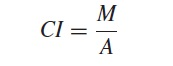 CI = M / A